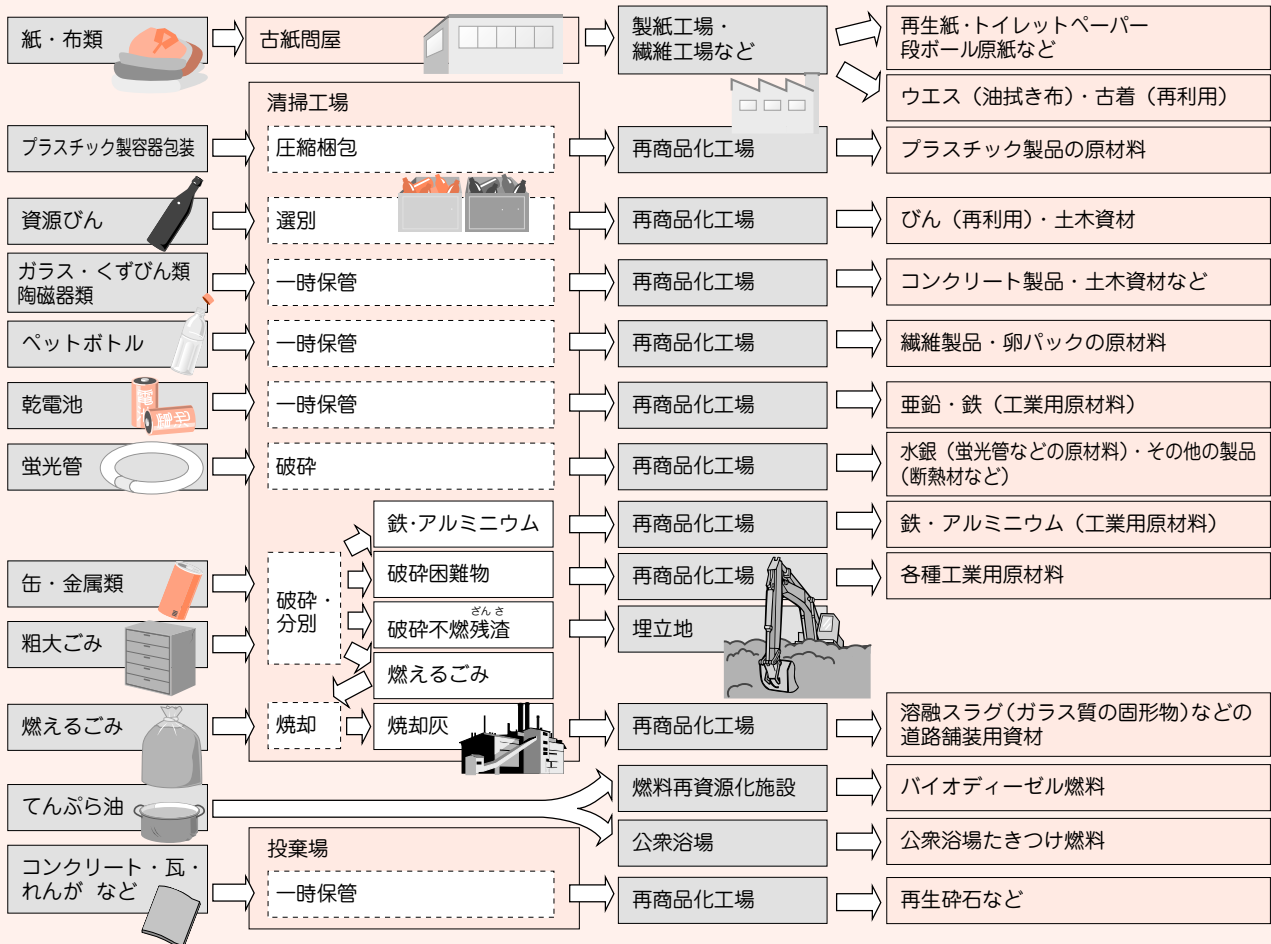 紙・布類
古紙問屋
製紙工場・
繊維工場など
再生紙・トイレットペーパー
段ボール原紙など
ウエス（油拭き布）・古着（再利用）
清掃工場
プラスチック製容器包装
圧縮梱包
再商品化工場
プラスチック製品の原材料
資源びん
選別
再商品化工場
びん（再利用）・土木資材
ガラス・くずびん類
陶磁器類
一時保管
再商品化工場
コンクリート製品・土木資材など
ペットボトル
一時保管
再商品化工場
繊維製品・卵パックの原材料
乾電池
電池
電池
一時保管
再商品化工場
亜鉛・鉄（工業用原材料）
蛍光管
破砕
再商品化工場
水銀（蛍光管などの原材料）・その他の製品
（断熱材など）
鉄・アルミニウム
再商品化工場
鉄・アルミニウム（工業用原材料）
缶・金属類
粗大ごみ
破砕・
分別
破砕困難物
再商品化工場
各種工業用原材料
ざんさ
破砕不燃残渣
埋立地
燃えるごみ
燃えるごみ
焼却
焼却灰
再商品化工場
溶融スラグ（ガラス質の固形物）などの
道路舗装用資材
てんぷら油
燃料再資源化施設
バイオディーゼル燃料
公衆浴場
公衆浴場たきつけ燃料
コンクリート・瓦・
れんが など
投棄場
一時保管
再商品化工場
再生砕石など